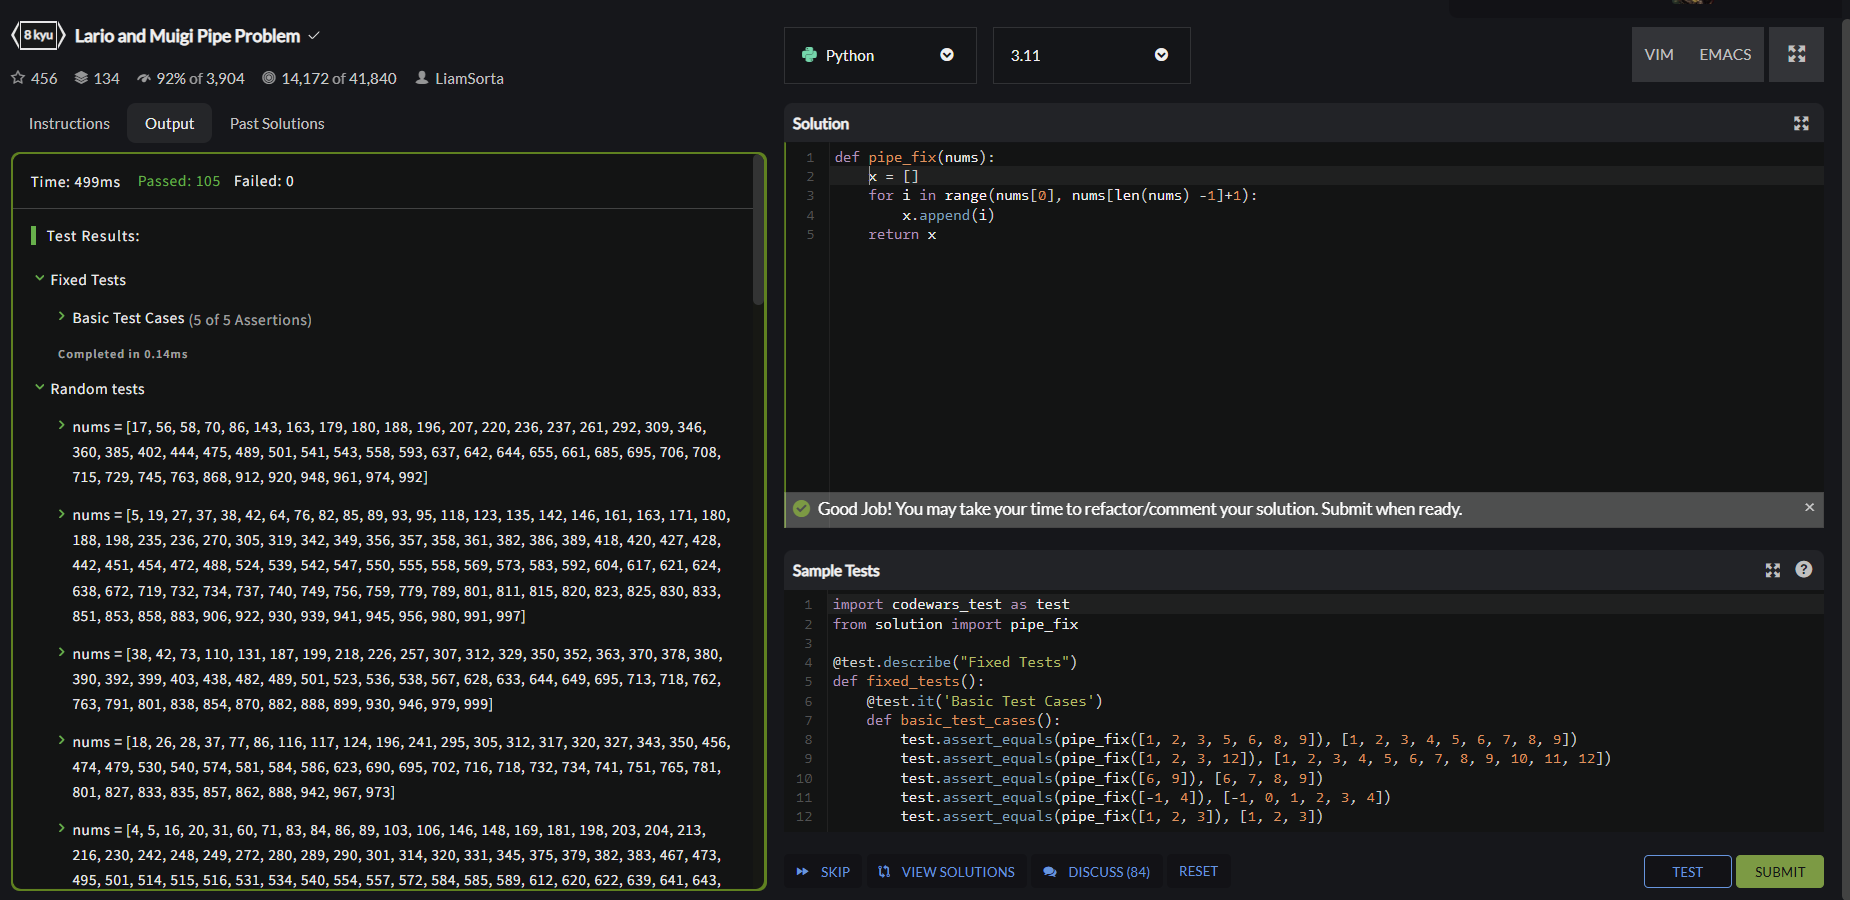 8 kyu Lario and Muigi Pipe Problem
456 134 92% of 3,904 14,172 of 41,840 LiamSorta
Instructions Output Past Solutions
Time: 499ms Passed: 105 Failed: 0
Test Results:
Fixed Tests
Basic Test Cases (5 of 5 Assertions)
Completed in 0.14ms
Random tests
nums = [17, 56, 58, 70, 86, 143, 163, 179, 180, 188, 196, 207, 220, 236, 237, 261, 292, 309, 346,
360, 385, 402, 444, 475, 489, 501, 541, 543, 558, 593, 637, 642, 644, 655, 661, 685, 695, 706, 708,
715, 729, 745, 763, 868, 912, 920, 948, 961, 974, 992]
nums = [5, 19, 27, 37, 38, 42, 64, 76, 82, 85, 89, 93, 95, 118, 123, 135, 142, 146, 161, 163, 171, 180,
188, 198, 235, 236, 270, 305, 319, 342, 349, 356, 357, 358, 361, 382, 386, 389, 418, 420, 427, 428,
442, 451, 454, 472, 488, 524, 539, 542, 547, 550, 555, 558, 569, 573, 583, 592, 604, 617, 621, 624,
638, 672, 719, 732, 734, 737, 740, 749, 756, 759, 779, 789, 801, 811, 815, 820, 823, 825, 830, 833,
851, 853, 858, 883, 906, 922, 930, 939, 941, 945, 956, 980, 991, 997]
nums = [38, 42, 73, 110, 131, 187, 199, 218, 226, 257, 307, 312, 329, 350, 352, 363, 370, 378, 380,
390, 392, 399, 403, 438, 482, 489, 501, 523, 536, 538, 567, 628, 633, 644, 649, 695, 713, 718, 762,
763, 791, 801, 838, 854, 870, 882, 888, 899, 930, 946, 979, 999]
nums = [18, 26, 28, 37, 77, 86, 116, 117, 124, 196, 241, 295, 305, 312, 317, 320, 327, 343, 350, 456,
474, 479, 530, 540, 574, 581, 584, 586, 623, 690, 695, 702, 716, 718, 732, 734, 741, 751, 765, 781,
801, 827, 833, 835, 857, 862, 888, 942, 967, 973]
nums = [4, 5, 16, 20, 31, 60, 71, 83, 84, 86, 89, 103, 106, 146, 148, 169, 181, 198, 203, 204, 213,
216, 230, 242, 248, 249, 272, 280, 289, 290, 301, 314, 320, 331, 345, 375, 379, 382, 383, 467, 473,
495, 501, 514, 515, 516, 531, 534, 540, 554, 557, 572, 584, 585, 589, 612, 620, 622, 639, 641, 643,
Python 3.11 VIM EMACS
Solution
1 def pipe_fix(nums):
2 x = []
3 for i in range(nums[0], nums[len(nums) -1]+1):
4 x.append(i)
5 return x
Good Job! You may take your time to refactor/comment your solution. Submit when ready. ×
Sample Tests ?
1 import codewars_test as test
2 from solution import pipe_fix
3
4 @test.describe("Fixed Tests")
5 def fixed_tests():
6 @test.it('Basic Test Cases')
7 def basic_test_cases():
8 test.assert_equals(pipe_fix([1, 2, 3, 5, 6, 8, 9]), [1, 2, 3, 4, 5, 6, 7, 8, 9])
9 test.assert_equals(pipe_fix([1, 2, 3, 12]), [1, 2, 3, 4, 5, 6, 7, 8, 9, 10, 11, 12])
10 test.assert_equals(pipe_fix([6, 9]), [6, 7, 8, 9])
11 test.assert_equals(pipe_fix([-1, 4]), [-1, 0, 1, 2, 3, 4])
12 test.assert_equals(pipe_fix([1, 2, 3]), [1, 2, 3])
SKIP VIEW SOLUTIONS DISCUSS (84) RESET TEST SUBMIT